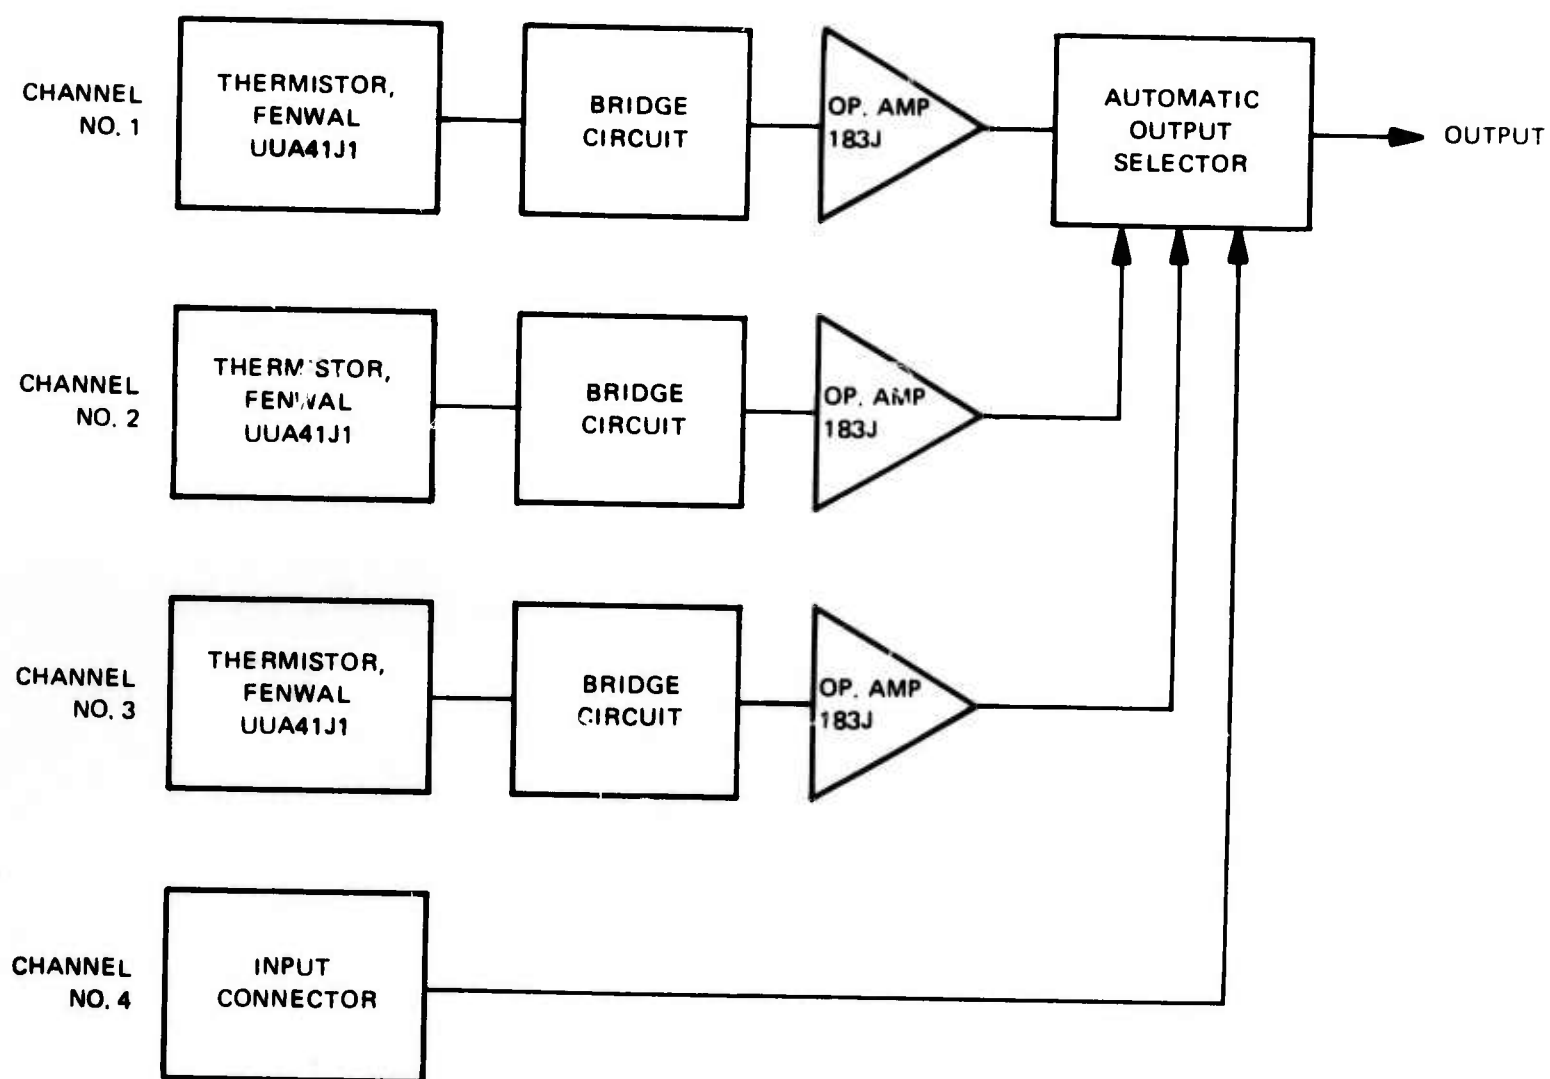 CHANNEL
NO. 1
THERMISTOR,
FENWAL
UUA41J1
BRIDGE
CIRCUIT
OP. AMP
183J
AUTOMATIC
OUTPUT
SELECTOR
OUTPUT
CHANNEL
NO. 2
THERMISTOR,
FENWAL
UUA41J1
BRIDGE
CIRCUIT
OP. AMP
183J
CHANNEL
NO. 3
THERMISTOR,
FENWAL
UUA41J1
BRIDGE
CIRCUIT
OP. AMP
183J
CHANNEL
NO. 4
INPUT
CONNECTOR